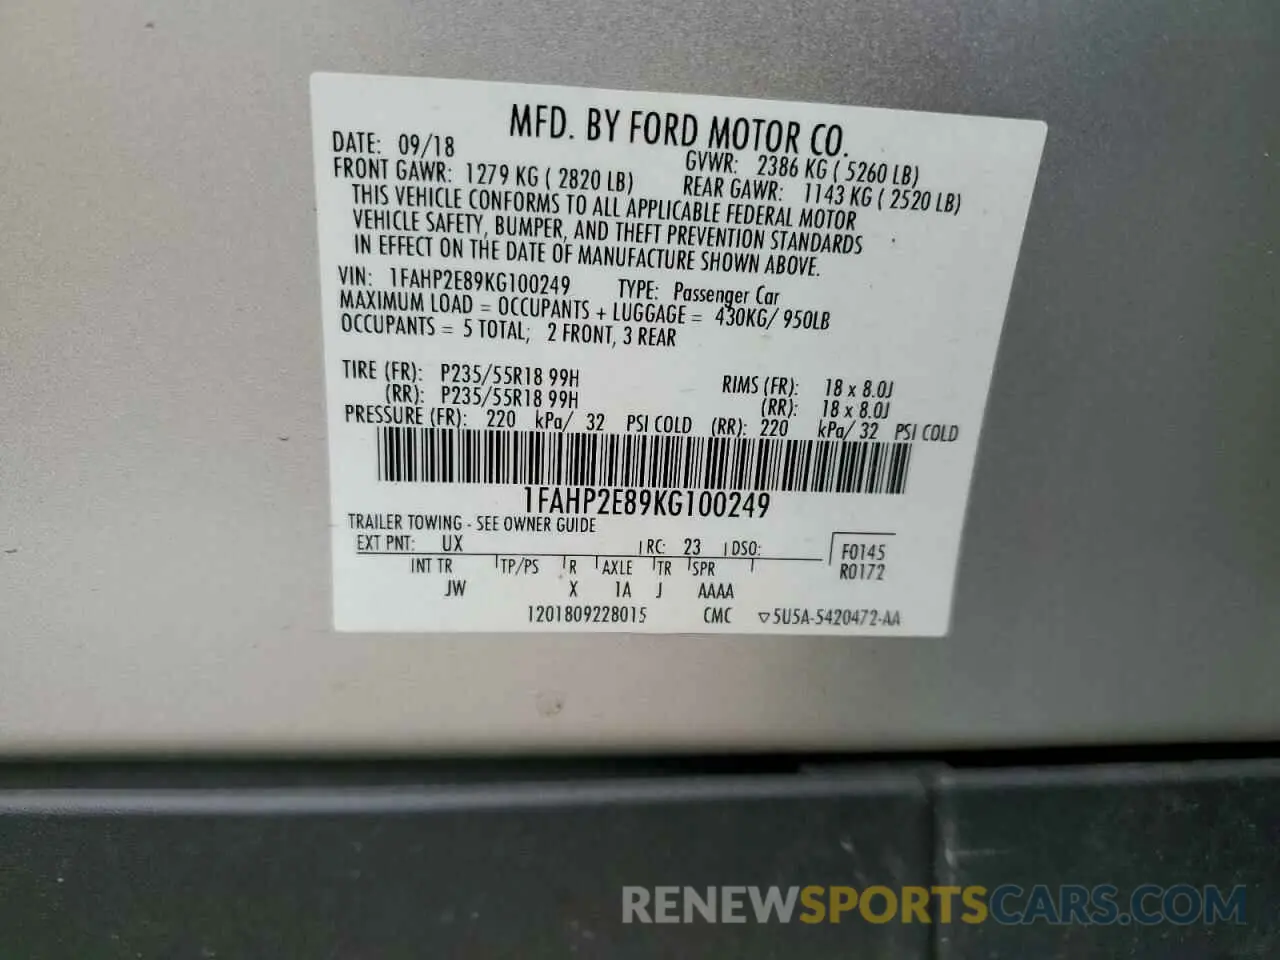 MFD. BY FORD MOTOR CO.
DATE: 09/18 GVWR: 2386 KG ( 5260 LB)
FRONT GAWR: 1279 KG ( 2820 LB) REAR GAWR: 1143 KG ( 2520 LB)
THIS VEHICLE CONFORMS TO ALL APPLICABLE FEDERAL MOTOR
VEHICLE SAFETY, BUMPER, AND THEFT PREVENTION STANDARDS
IN EFFECT ON THE DATE OF MANUFACTURE SHOWN ABOVE.
VIN: 1FAHP2E89KG100249 TYPE: Passenger Car
MAXIMUM LOAD = OCCUPANTS + LUGGAGE = 430KG/ 950LB
OCCUPANTS = 5 TOTAL; 2 FRONT, 3 REAR
TIRE (FR): P235/55R18 99H RIMS (FR): 18 x 8.0J
(RR): P235/55R18 99H (RR): 18 x 8.0J
PRESSURE (FR): 220 kPa/ 32 PSI COLD (RR): 220 kPa/ 32 PSI COLD
1FAHP2E89KG100249
TRAILER TOWING - SEE OWNER GUIDE
EXT PNT: UX RC: 23 DSO: F0145
INT TR TP/PS R AXLE TR SPR R0172
JW X 1A J AAAA
1201809228015 CMC ▽5U5A-5420472-AA
RENEWSPORTSCARS.COM